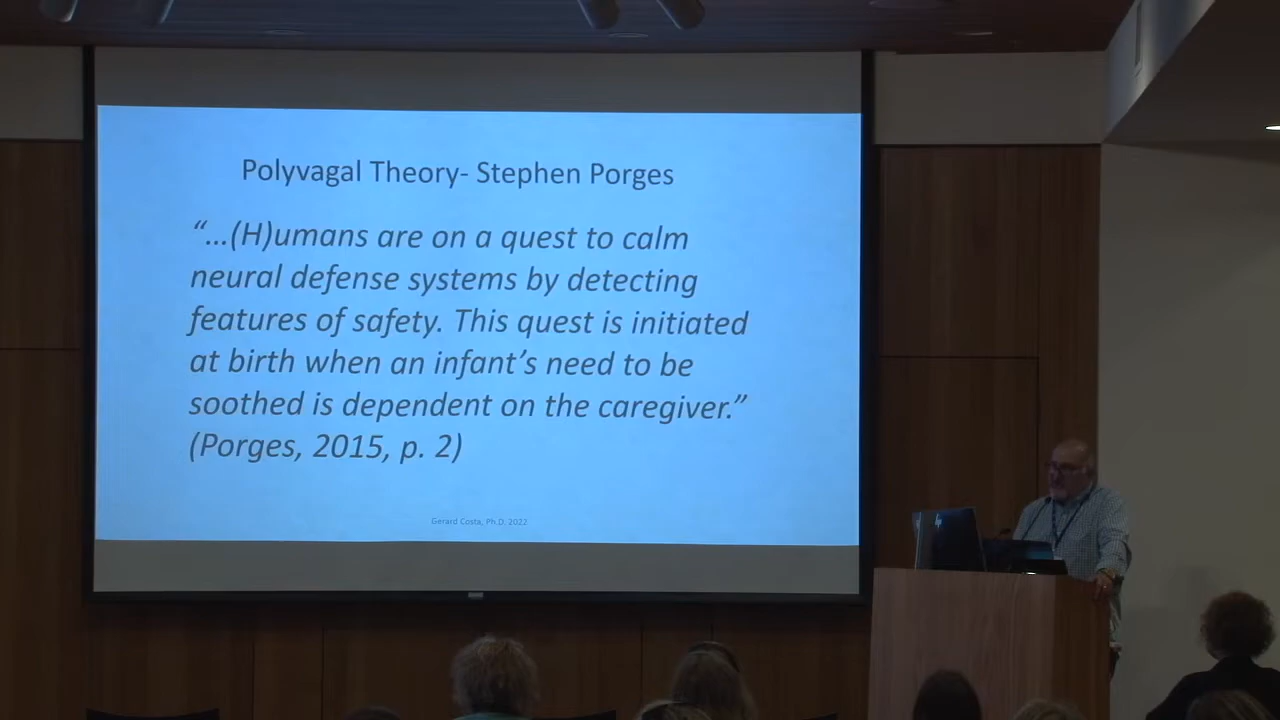 Polyvagal Theory- Stephen Porges
“...(H)umans are on a quest to calm
neural defense systems by detecting
features of safety. This quest is initiated
at birth when an infant’s need to be
soothed is dependent on the caregiver.”
(Porges, 2015, p. 2)
Gerard Costa, Ph.D. 2022